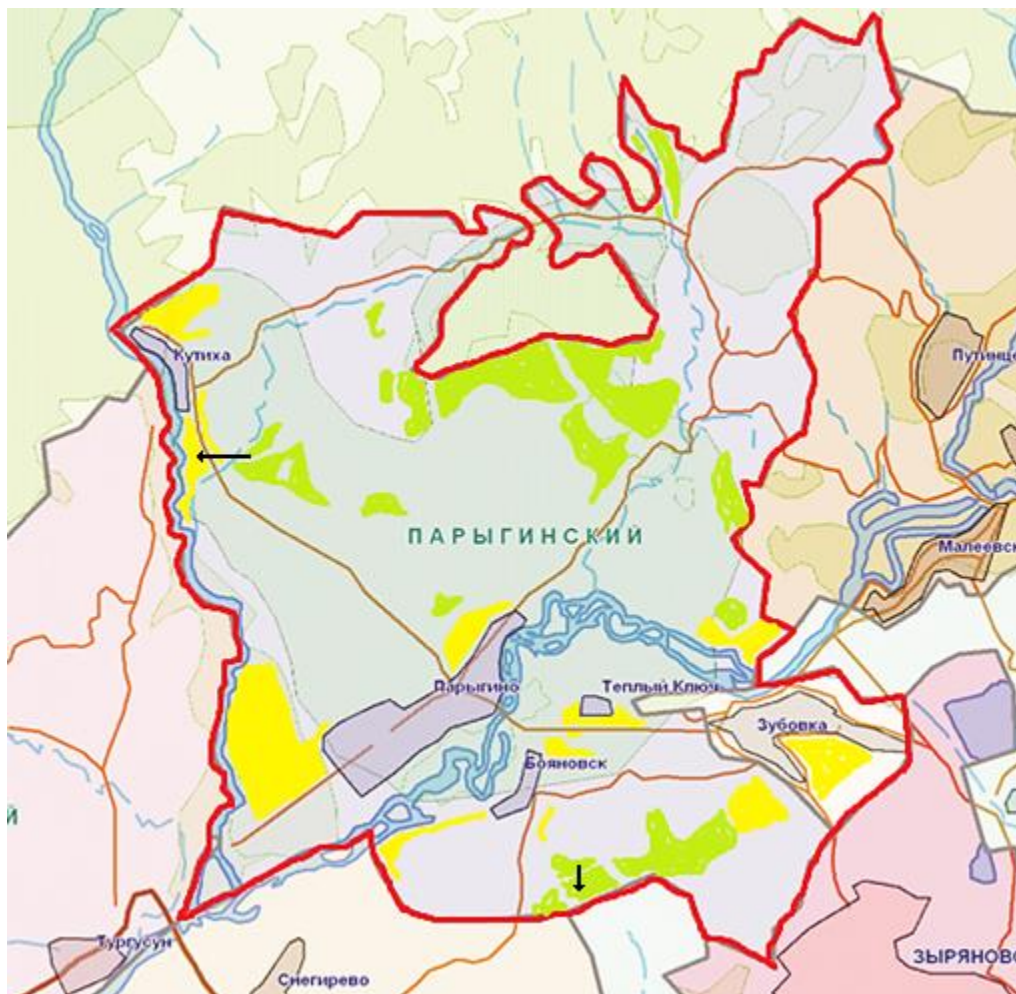 Кутиха
Путинце
ПАРЫГИНСКИЙ
Малеевск
Парыгино
Теплый Ключ
Зубовка
Бояновск
Й
Тургусун
Снегирево
ЗЫРЯНОВС